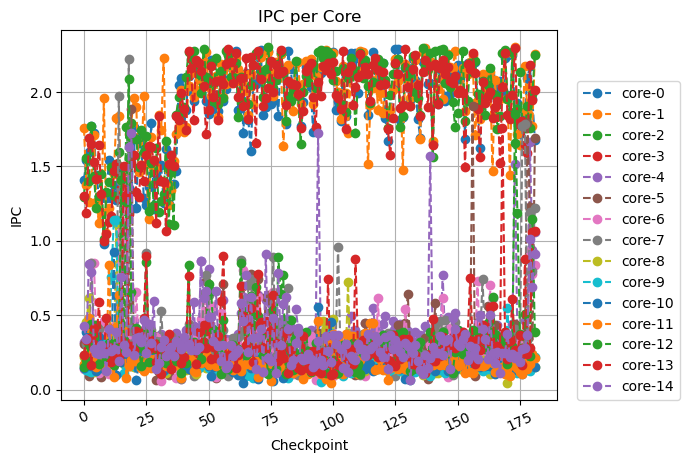 IPC per Core
IPC
2.0
1.5
1.0
0.5
0.0
0
25
50
75
100
125
150
175
Checkpoint
core-0
core-1
core-2
core-3
core-4
core-5
core-6
core-7
core-8
core-9
core-10
core-11
core-12
core-13
core-14